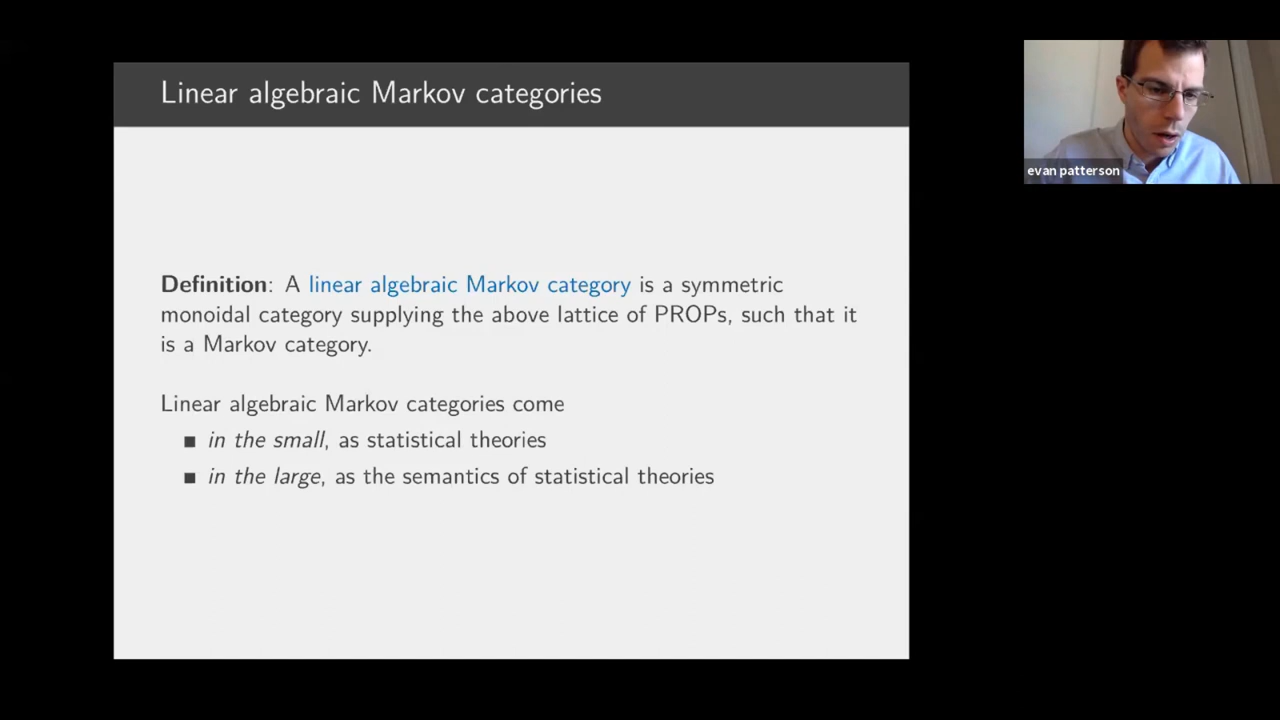 Linear algebraic Markov categories
evan patterson
Definition: A linear algebraic Markov category is a symmetric
monoidal category supplying the above lattice of PROPs, such that it
is a Markov category.
Linear algebraic Markov categories come
■ in the small, as statistical theories
■ in the large, as the semantics of statistical theories